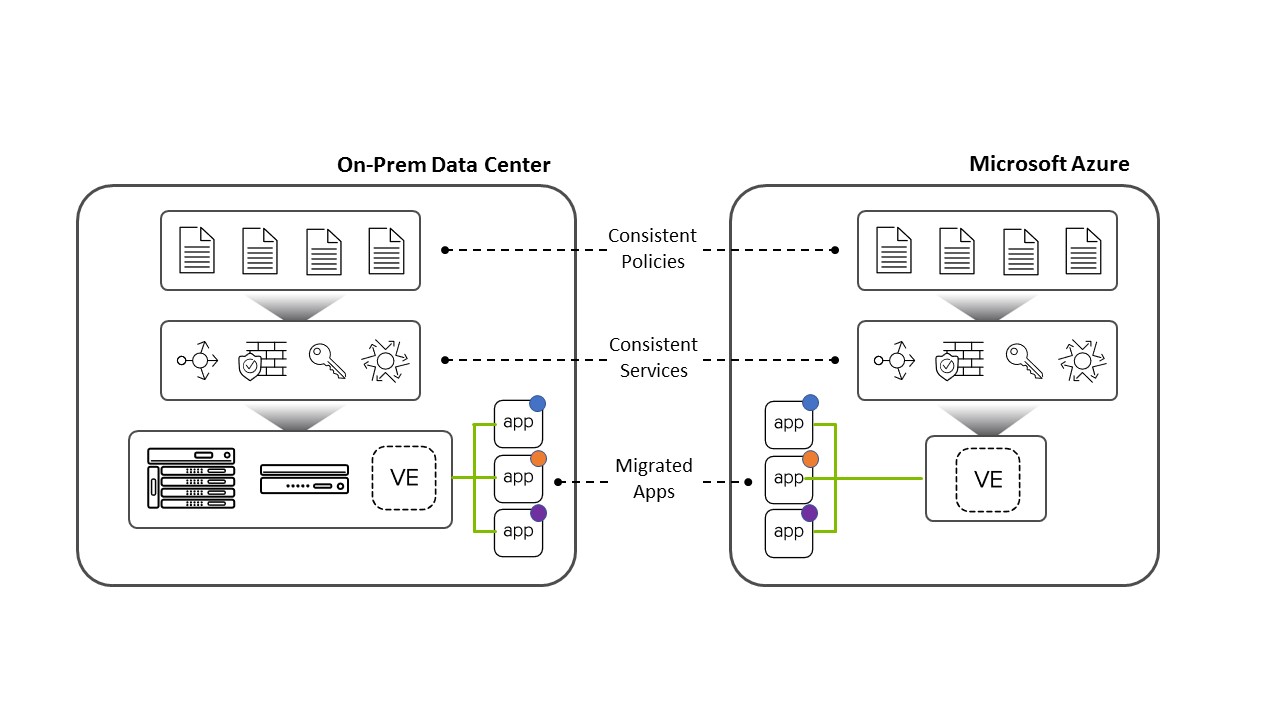 On-Prem Data Center
Microsoft Azure
Consistent
Policies
Consistent
Services
app
app
app
VE
Migrated
Apps
app
app
app
VE